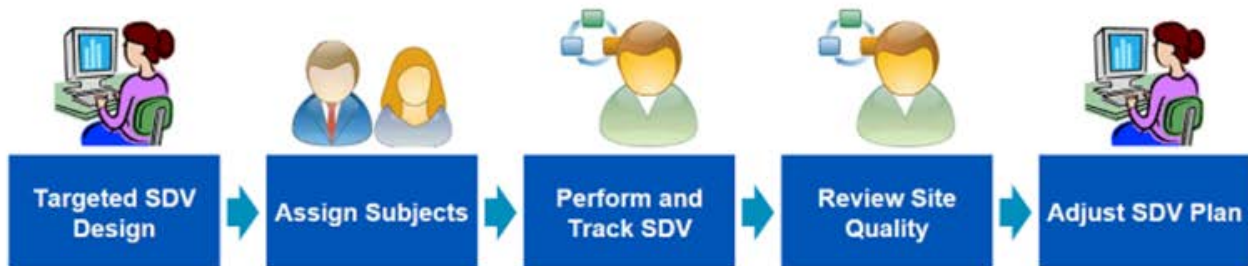 Targeted SDV
Design
Assign Subjects
Perform and
Track SDV
Review Site
Quality
Adjust SDV Plan